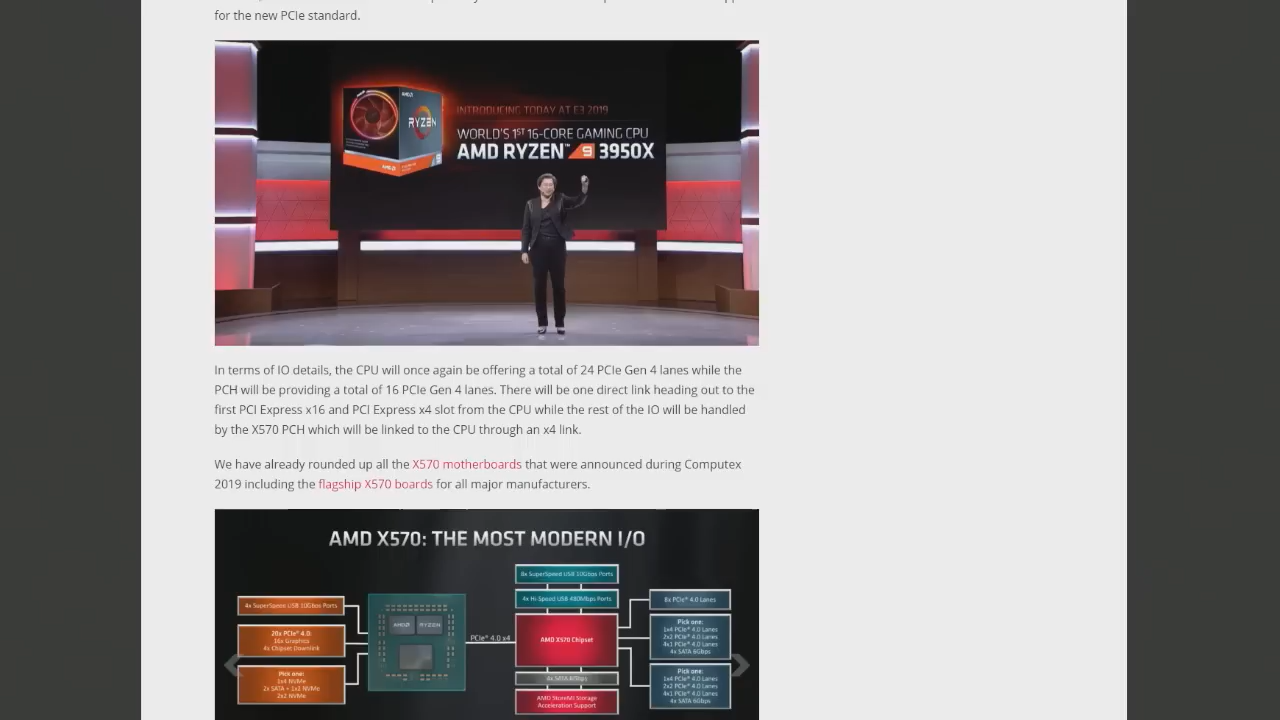 for the new PCIe standard.
INTRODUCING TODAY AT E3 2019
WORLD'S 1ST 16-CORE GAMING CPU
AMD RYZEN™ 9 3950X
AMD
RYZEN
In terms of IO details, the CPU will once again be offering a total of 24 PCIe Gen 4 lanes while the
PCH will be providing a total of 16 PCIe Gen 4 lanes. There will be one direct link heading out to the
first PCI Express x16 and PCI Express x4 slot from the CPU while the rest of the IO will be handled
by the X570 PCH which will be linked to the CPU through an x4 link.
We have already rounded up all the X570 motherboards that were announced during Computex
2019 including the flagship X570 boards for all major manufacturers.
AMD X570: THE MOST MODERN I/O
4x SuperSpeed USB 10Gbps Ports
20x PCIe® 4.0:
16x Graphics
4x Chipset Downlink
Pick one:
1x4 NVMe
2x SATA + 1x2 NVMe
2x2 NVMe
AMD RYZEN
PCIe® 4.0 x4
8x SuperSpeed USB 10Gbps Ports
4x Hi-Speed USB 480Mbps Ports
AMD X570 Chipset
4x SATA 6Gbps
AMD StoreMI Storage
Acceleration Support
8x PCIe® 4.0 Lanes
Pick one:
1x4 PCIe® 4.0 Lanes
2x2 PCIe® 4.0 Lanes
4x1 PCIe® 4.0 Lanes
4x SATA 6Gbps
Pick one:
1x4 PCIe® 4.0 Lanes
2x2 PCIe® 4.0 Lanes
4x1 PCIe® 4.0 Lanes
4x SATA 6Gbps